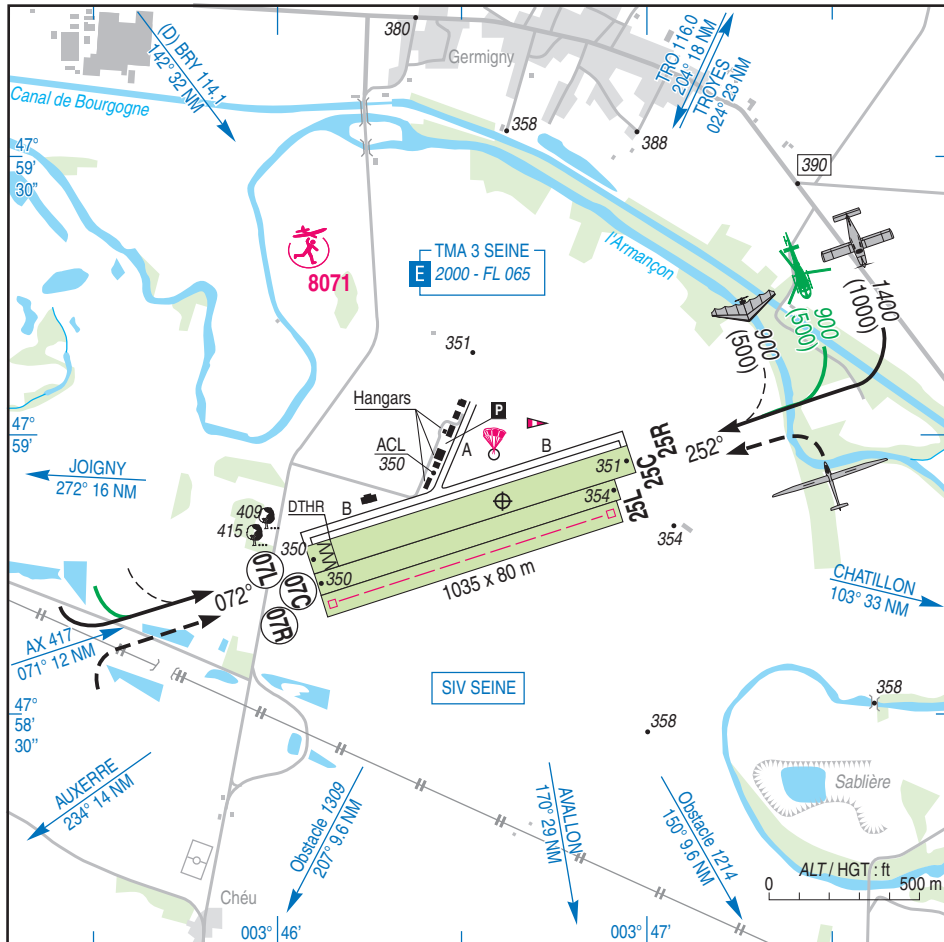 380
Germigny
(D) BRY 114.1
142° 32 NM
TRO 116.0
204° 18 NM
TROYES
024° 23 NM
Canal de Bourgogne
358
388
47°
59'
30"
390
l'Armançon
8071
TMA 3 SEINE
E 2000 - FL 065
1400
(1000)
900
(500)
900
(500)
351
Hangars
P
A
B
ACL
350
47°
59'
JOIGNY
272° 16 NM
351
25R
25C
25L
252°
354
354
B
DTHR
409
415
350
350
07L
07C
07R
072°
1035 x 80 m
CHATILLON
103° 33 NM
AX 417
071° 12 NM
SIV SEINE
358
358
47°
58'
30"
Sablière
AUXERRE
234° 14 NM
Obstacle 1309
207° 9.6 NM
AVALLON
170° 29 NM
Obstacle 1214
150° 9.6 NM
ALT / HGT : ft
0 500 m
Chéu
003° 46'
003° 47'